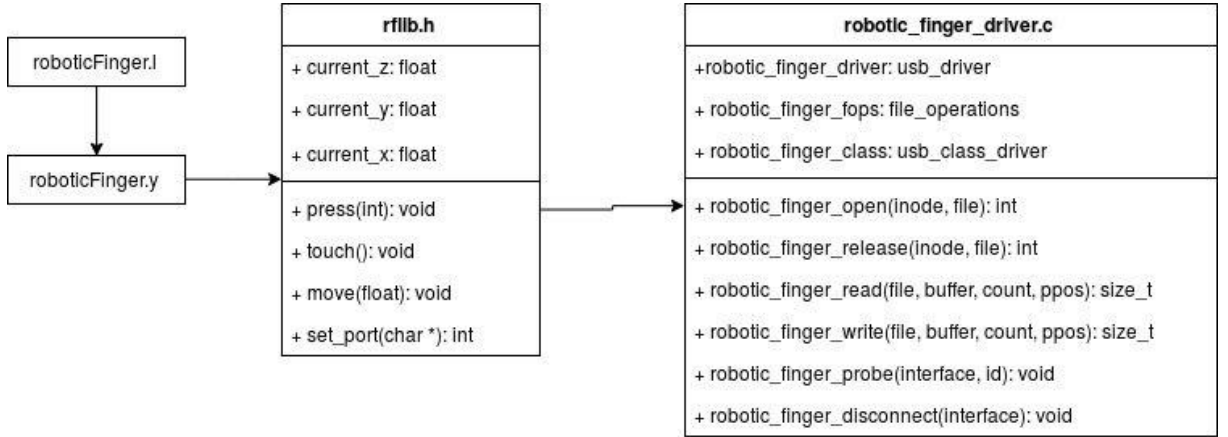 roboticFinger.l
roboticFinger.y
rflib.h
+ current_z: float
+ current_y: float
+ current_x: float
+ press(int): void
+ touch(): void
+ move(float): void
+ set_port(char *): int
robotic_finger_driver.c
+robotic_finger_driver: usb_driver
+ robotic_finger_fops: file_operations
+ robotic_finger_class: usb_class_driver
+ robotic_finger_open(inode, file): int
+ robotic_finger_release(inode, file): int
+ robotic_finger_read(file, buffer, count, ppos): size_t
+ robotic_finger_write(file, buffer, count, ppos): size_t
+ robotic_finger_probe(interface, id): void
+ robotic_finger_disconnect(interface): void